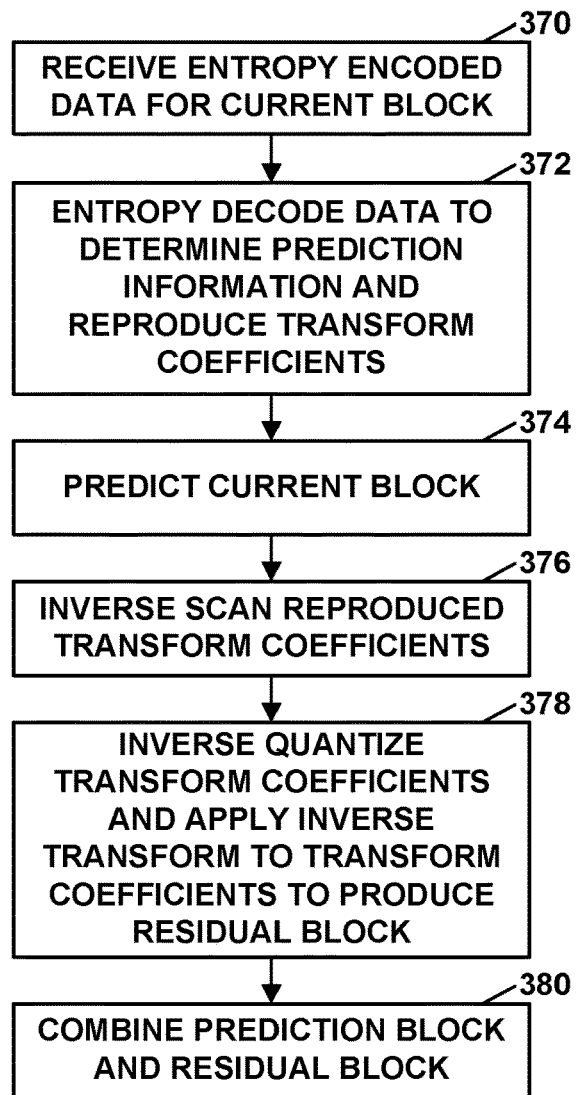 370
RECEIVE ENTROPY ENCODED
DATA FOR CURRENT BLOCK
372
ENTROPY DECODE DATA TO
DETERMINE PREDICTION
INFORMATION AND
REPRODUCE TRANSFORM
COEFFICIENTS
374
PREDICT CURRENT BLOCK
376
INVERSE SCAN REPRODUCED
TRANSFORM COEFFICIENTS
378
INVERSE QUANTIZE
TRANSFORM COEFFICIENTS
AND APPLY INVERSE
TRANSFORM TO TRANSFORM
COEFFICIENTS TO PRODUCE
RESIDUAL BLOCK
380
COMBINE PREDICTION BLOCK
AND RESIDUAL BLOCK